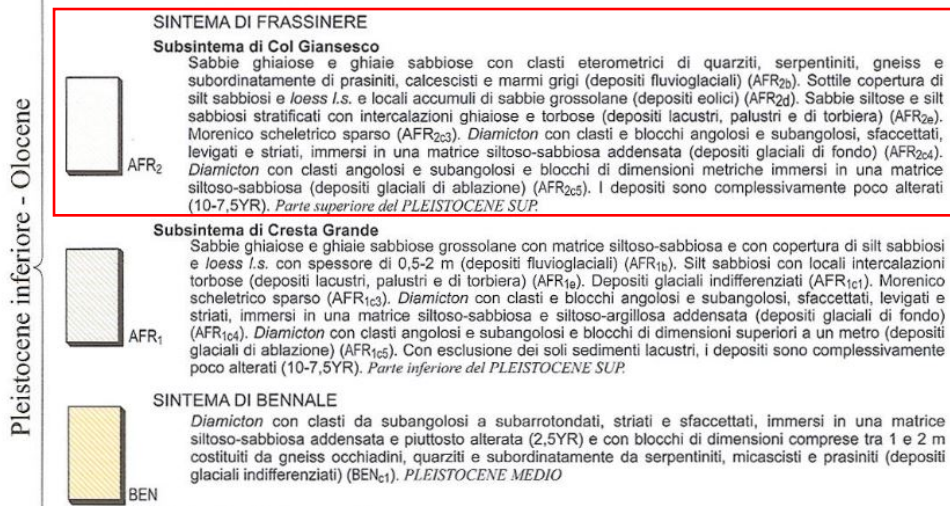 Pleistocene inferiore - Olocene
SINTEMA DI FRASSINERE
Subsintema di Col Giansesco
Sabbie ghiaiose e ghiaie sabbiose con clasti eterometrici di quarziti, serpentiniti, gneiss e
subordinatamente di prasiniti, calcescisti e marmi grigi (depositi fluvioglaciali) (AFR2b). Sottile copertura di
silt sabbiosi e loess l.s. e locali accumuli di sabbie grossolane (depositi eolici) (AFR2d). Sabbie siltose e silt
sabbiosi stratificati con intercalazioni ghiaiose e torbose (depositi lacustri, palustri e di torbiera) (AFR2e).
Morenico scheletrico sparso (AFR2c3). Diamicton con clasti e blocchi angolosi e subangolosi, sfaccettati,
levigati e striati, immersi in una matrice siltoso-sabbiosa addensata (depositi glaciali di fondo) (AFR2c4).
Diamicton con clasti angolosi e subangolosi e blocchi di dimensioni metriche immersi in una matrice
siltoso-sabbiosa (depositi glaciali di ablazione) (AFR2c5). I depositi sono complessivamente poco alterati
(10-7,5YR). Parte superiore del PLEISTOCENE SUP.
AFR2
Subsintema di Cresta Grande
Sabbie ghiaiose e ghiaie sabbiose grossolane con matrice siltoso-sabbiosa e con copertura di silt sabbiosi
e loess l.s. con spessore di 0,5-2 m (depositi fluvioglaciali) (AFR1b). Silt sabbiosi con locali intercalazioni
torbose (depositi lacustri, palustri e di torbiera) (AFR1e). Depositi glaciali indifferenziati (AFR1c1). Morenico
scheletrico sparso (AFR1c3). Diamicton con clasti e blocchi angolosi e subangolosi, sfaccettati, levigati e
striati, immersi in una matrice siltoso-sabbiosa e siltoso-argillosa addensata (depositi glaciali di fondo)
(AFR1c4). Diamicton con clasti angolosi e subangolosi e blocchi di dimensioni superiori a un metro (depositi
glaciali di ablazione) (AFR1c5). Con esclusione dei soli sedimenti lacustri, i depositi sono complessivamente
poco alterati (10-7,5YR). Parte inferiore del PLEISTOCENE SUP.
AFR1
SINTEMA DI BENNALE
Diamicton con clasti da subangolosi a subarrotondati, striati e sfaccettati, immersi in una matrice
siltoso-sabbiosa addensata e piuttosto alterata (2,5YR) e con blocchi di dimensioni comprese tra 1 e 2 m
costituiti da gneiss occhiadini, quarziti e subordinatamente da serpentiniti, micascisti e prasiniti (depositi
glaciali indifferenziati) (BENc1). PLEISTOCENE MEDIO
BEN